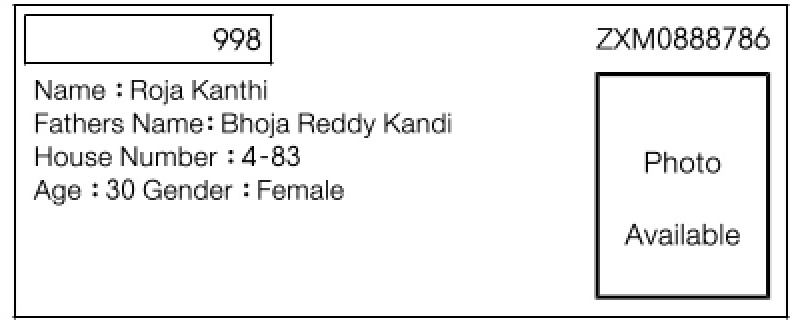 998
ZXM0888786
Name : Roja Kanthi
Fathers Name: Bhoja Reddy Kandi
House Number : 4-83
Age : 30 Gender : Female
Photo
Available